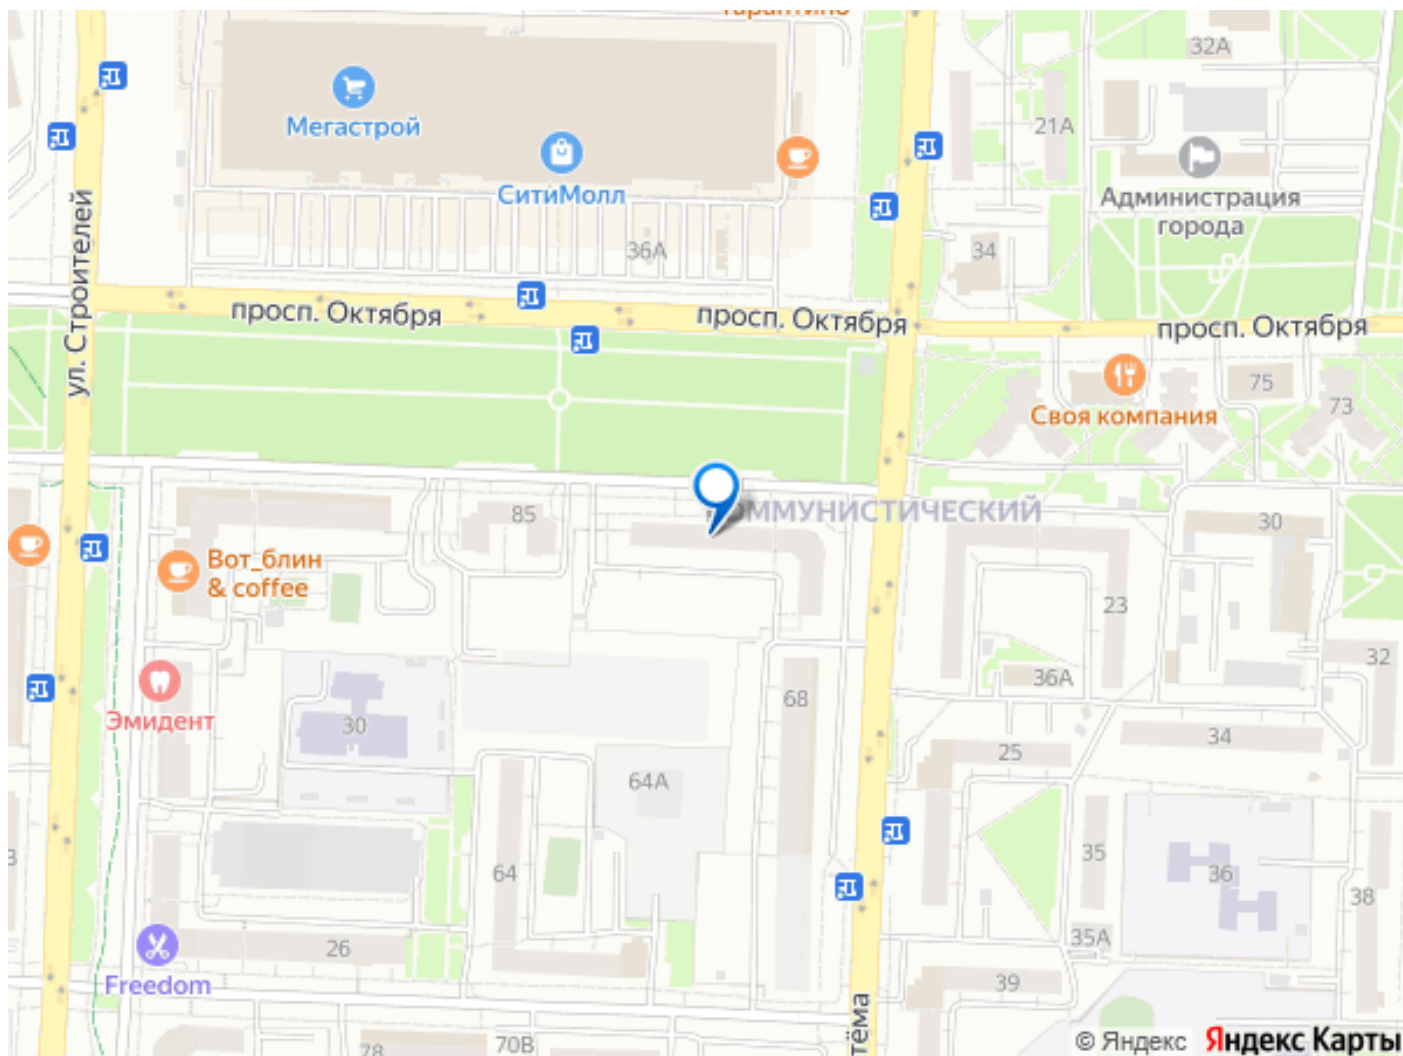 32А
Мегастрой
21А
СитиМолл
Администрация
города
36А
34
ул. Строителей
просп. Октября
просп. Октября
просп. Октября
75
Своя компания
73
85
КОММУНИСТИЧЕСКИЙ
30
Вот_блин
& coffee
23
32
36А
Эмидент
30
68
25
34
64А
64
35
36
38
26
35А
Freedom
39
тёма
78
70В
© Яндекс Яндекс Карты